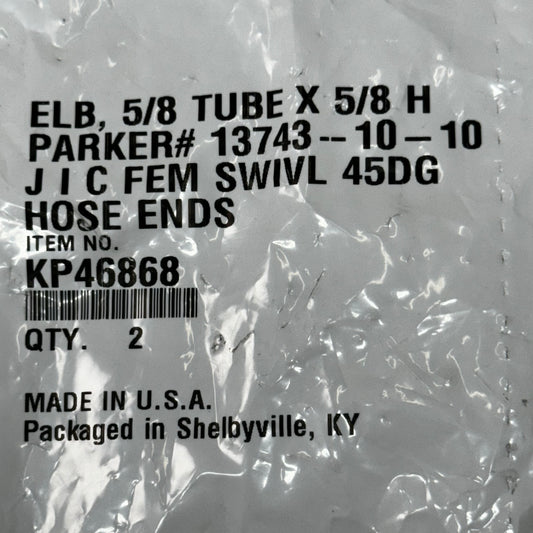 ELB, 5/8 TUBE X 5/8 H
PARKER# 13743--10-10
J I C FEM SWIVL 45DG
HOSE ENDS
ITEM NO.
KP46868
QTY. 2
MADE IN U.S.A.
Packaged in Shelbyville, KY